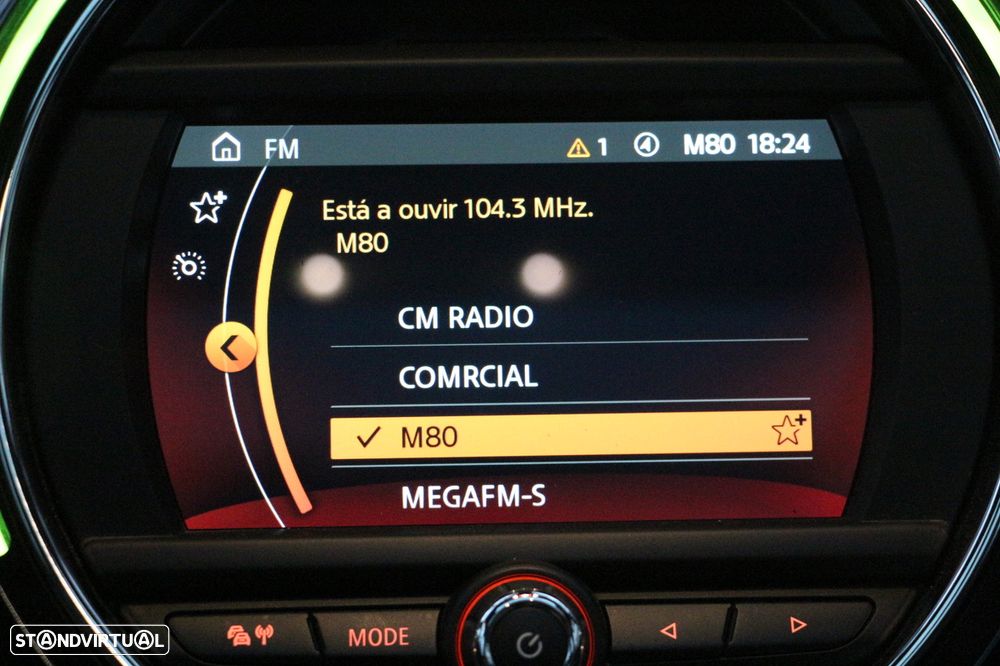 FM 1 M80 18:24
Está a ouvir 104.3 MHz.
M80
CM RADIO
COMRCIAL
M80
MEGAFM-S
MODE
STANDVIRTUAL